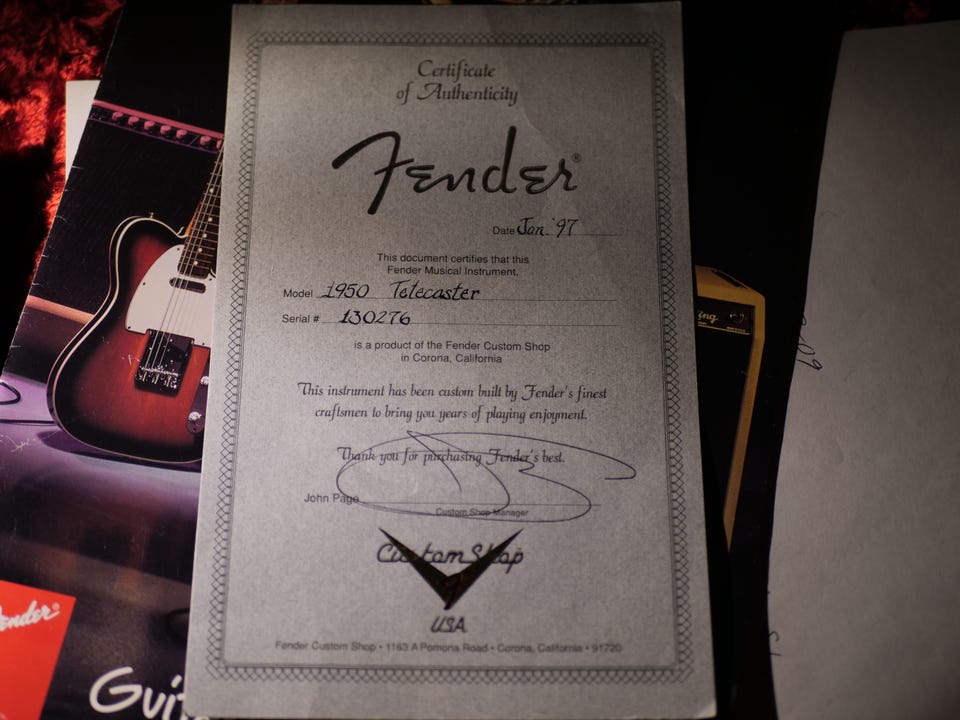 Certificate
of Authenticity
Fender®
Date Jan. '97
This document certifies that this
Fender Musical Instrument,
Model 1950 Telecaster
Serial # 130276
is a product of the Fender Custom Shop
in Corona, California
This instrument has been custom built by Fender's finest
craftsmen to bring you years of playing enjoyment.
Thank you for purchasing Fender's best.
John Page
Custom Shop Manager
Custom Shop
USA
Fender Custom Shop • 1163 A Pomona Road • Corona, California • 91720
ender®
Guit